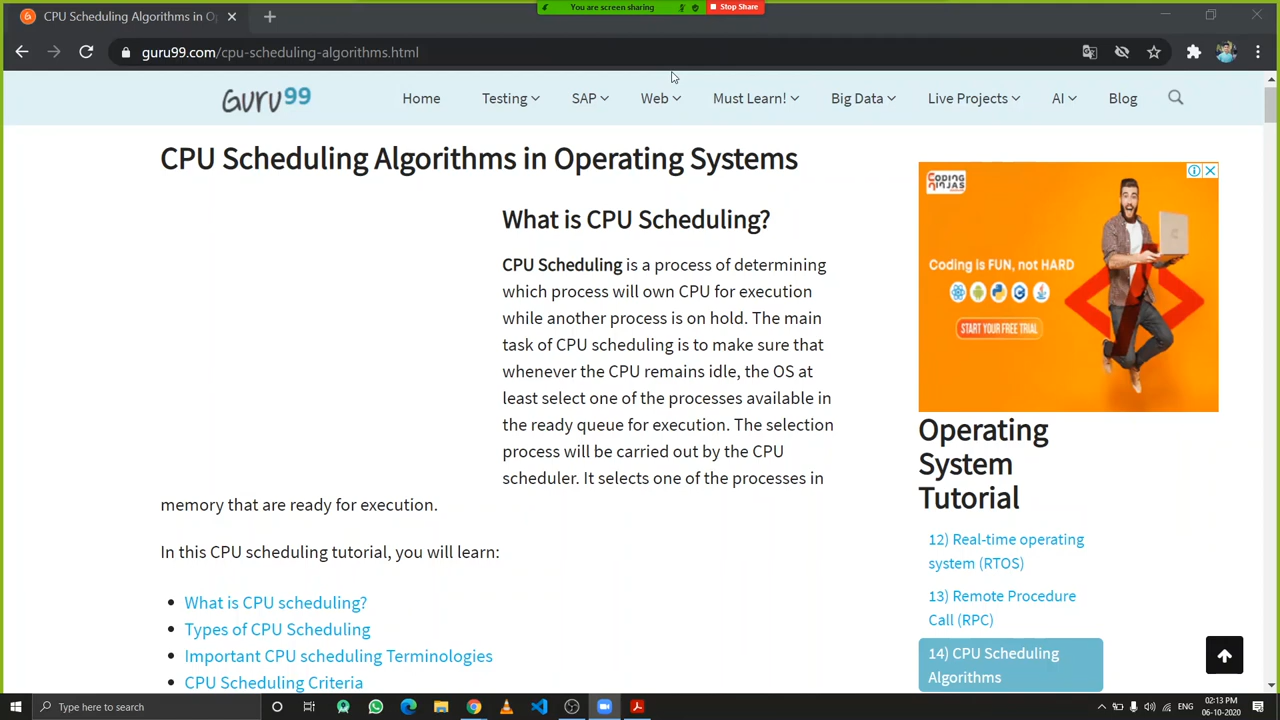 CPU Scheduling Algorithms in O
You are screen sharing
Stop Share
guru99.com/cpu-scheduling-algorithms.html
GUru99
Home
Testing
SAP
Web
Must Learn!
Big Data
Live Projects
AI
Blog
CPU Scheduling Algorithms in Operating Systems
What is CPU Scheduling?
CPU Scheduling is a process of determining
which process will own CPU for execution
while another process is on hold. The main
task of CPU scheduling is to make sure that
whenever the CPU remains idle, the OS at
least select one of the processes available in
the ready queue for execution. The selection
process will be carried out by the CPU
scheduler. It selects one of the processes in
memory that are ready for execution.
In this CPU scheduling tutorial, you will learn:
What is CPU scheduling?
Types of CPU Scheduling
Important CPU scheduling Terminologies
CPU Scheduling Criteria
CODING
NINJAS
Coding is FUN, not HARD
START YOUR FREE TRIAL
Operating
System
Tutorial
12) Real-time operating
system (RTOS)
13) Remote Procedure
Call (RPC)
14) CPU Scheduling
Algorithms
Type here to search
ENG
02:13 PM
06-10-2020